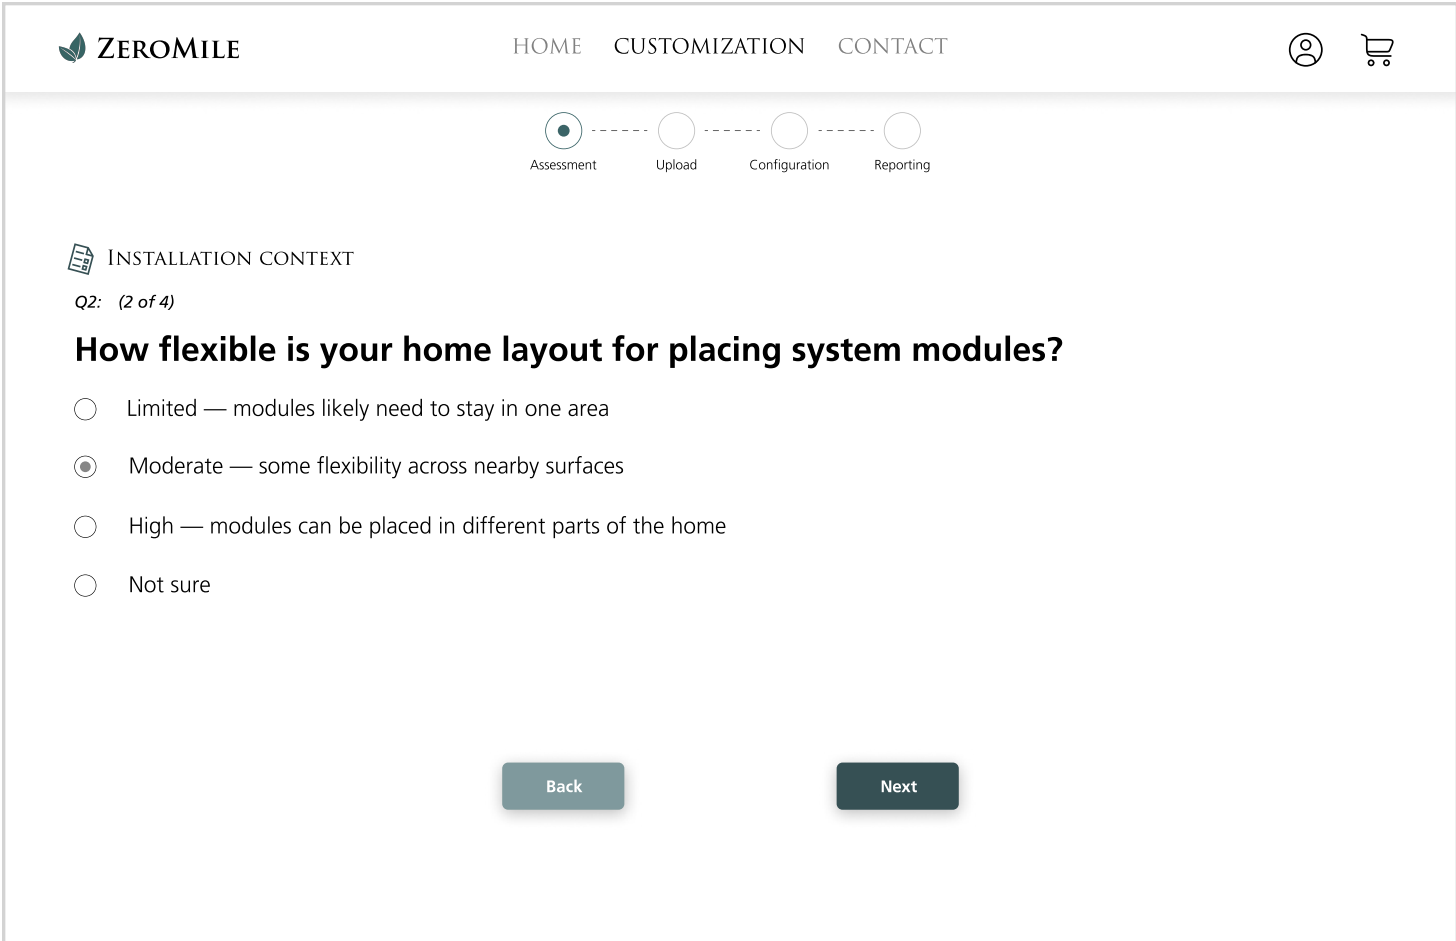 ZEROMILE
HOME CUSTOMIZATION CONTACT
Assessment Upload Configuration Reporting
INSTALLATION CONTEXT
Q2: (2 of 4)
How flexible is your home layout for placing system modules?
Limited — modules likely need to stay in one area
Moderate — some flexibility across nearby surfaces
High — modules can be placed in different parts of the home
Not sure
Back Next